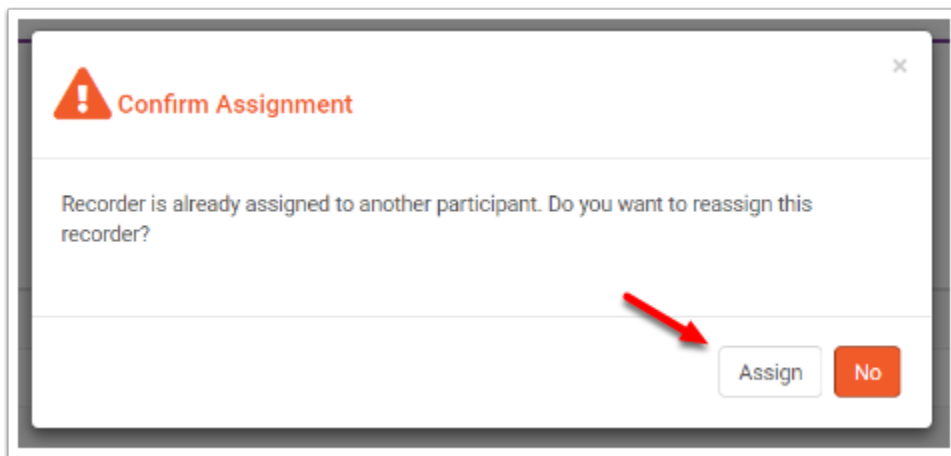 ×
Confirm Assignment
Recorder is already assigned to another participant. Do you want to reassign this
recorder?
Assign
No